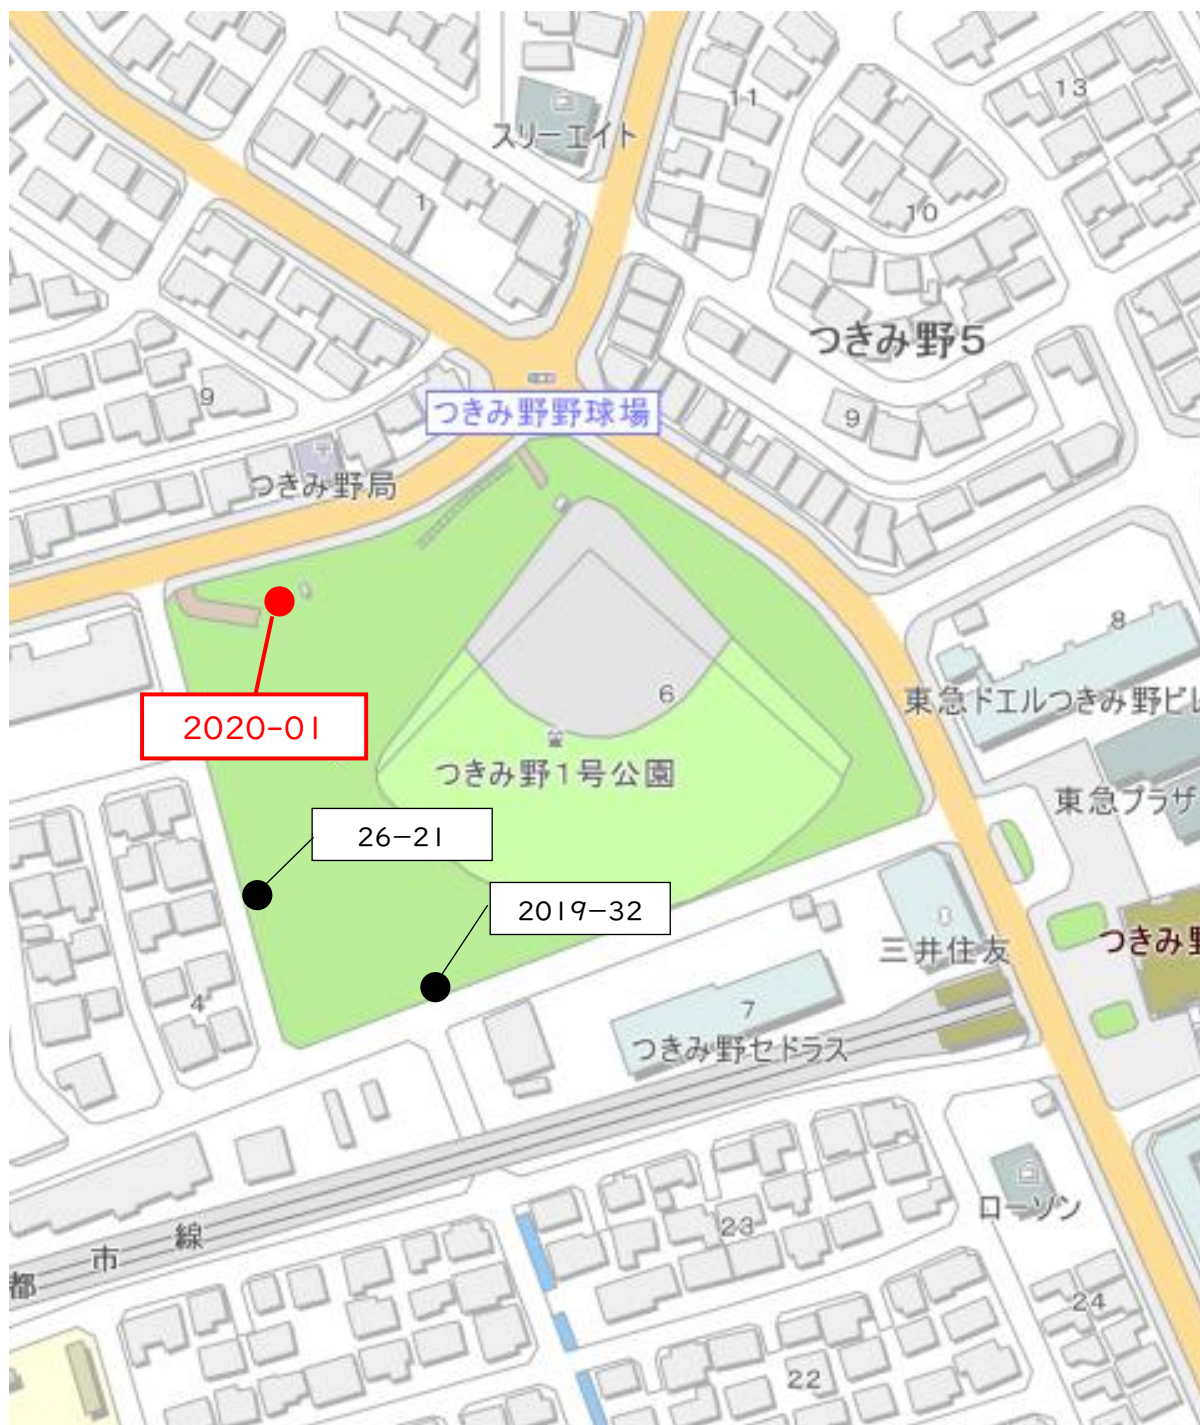 13
11
スリーエイト
1
10
つきみ野5
9
つきみ野野球場
9
つきみ野局
8
6
東急ドエルつきみ野ビレ
2020-01
つきみ野1号公園
東急プラザ
26-21
2019-32
三井住友
つきみ野
4
7
つきみ野セドラス
ローソン
23
線
市
都
24
22